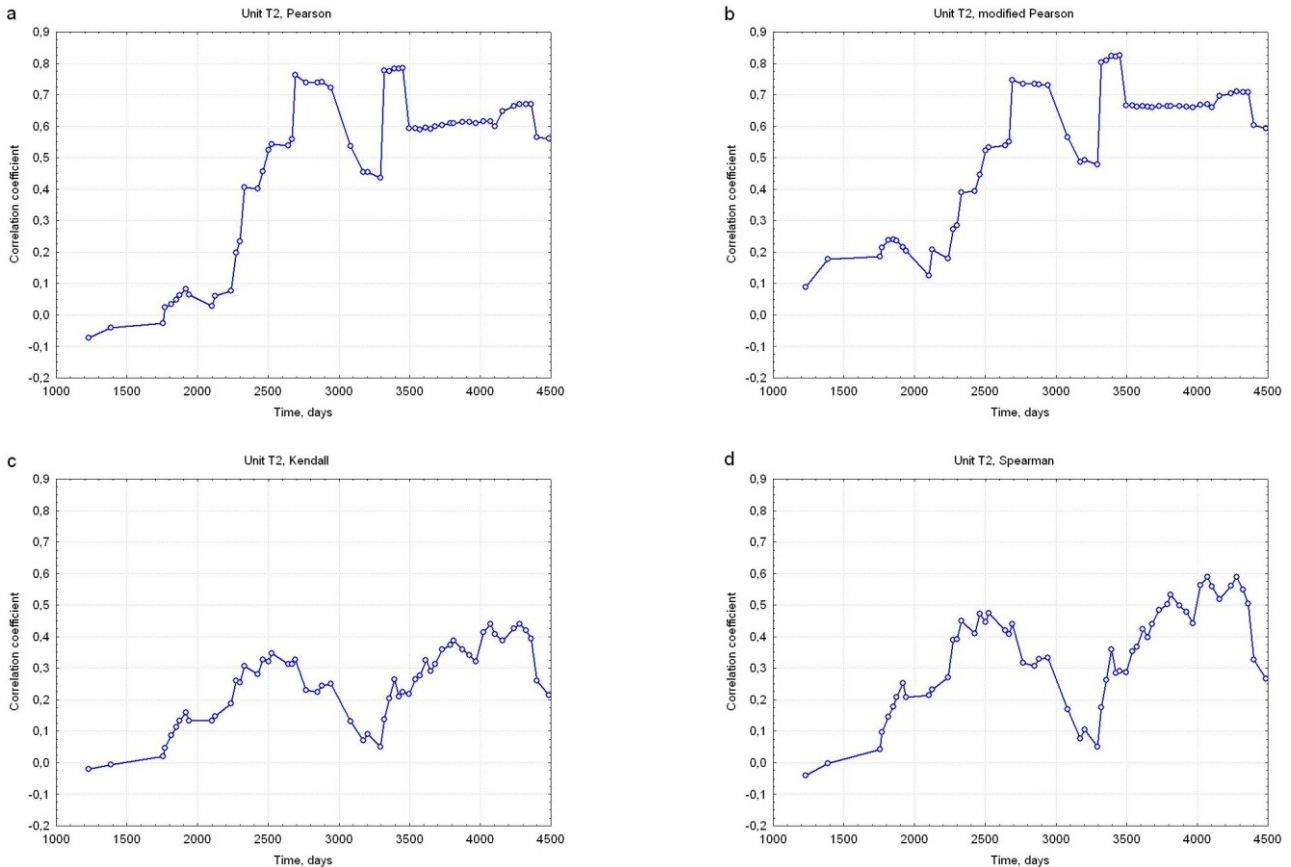 a
Unit T2, Pearson
0,9
0,8
0,7
0,6
0,5
0,4
0,3
0,2
0,1
0,0
-0,1
-0,2
Correlation coefficient
1000 1500 2000 2500 3000 3500 4000 4500
Time, days
b
Unit T2, modified Pearson
0,9
0,8
0,7
0,6
0,5
0,4
0,3
0,2
0,1
0,0
-0,1
-0,2
Correlation coefficient
1000 1500 2000 2500 3000 3500 4000 4500
Time, days
c
Unit T2, Kendall
0,9
0,8
0,7
0,6
0,5
0,4
0,3
0,2
0,1
0,0
-0,1
-0,2
Correlation coefficient
1000 1500 2000 2500 3000 3500 4000 4500
Time, days
d
Unit T2, Spearman
0,9
0,8
0,7
0,6
0,5
0,4
0,3
0,2
0,1
0,0
-0,1
-0,2
Correlation coefficient
1000 1500 2000 2500 3000 3500 4000 4500
Time, days